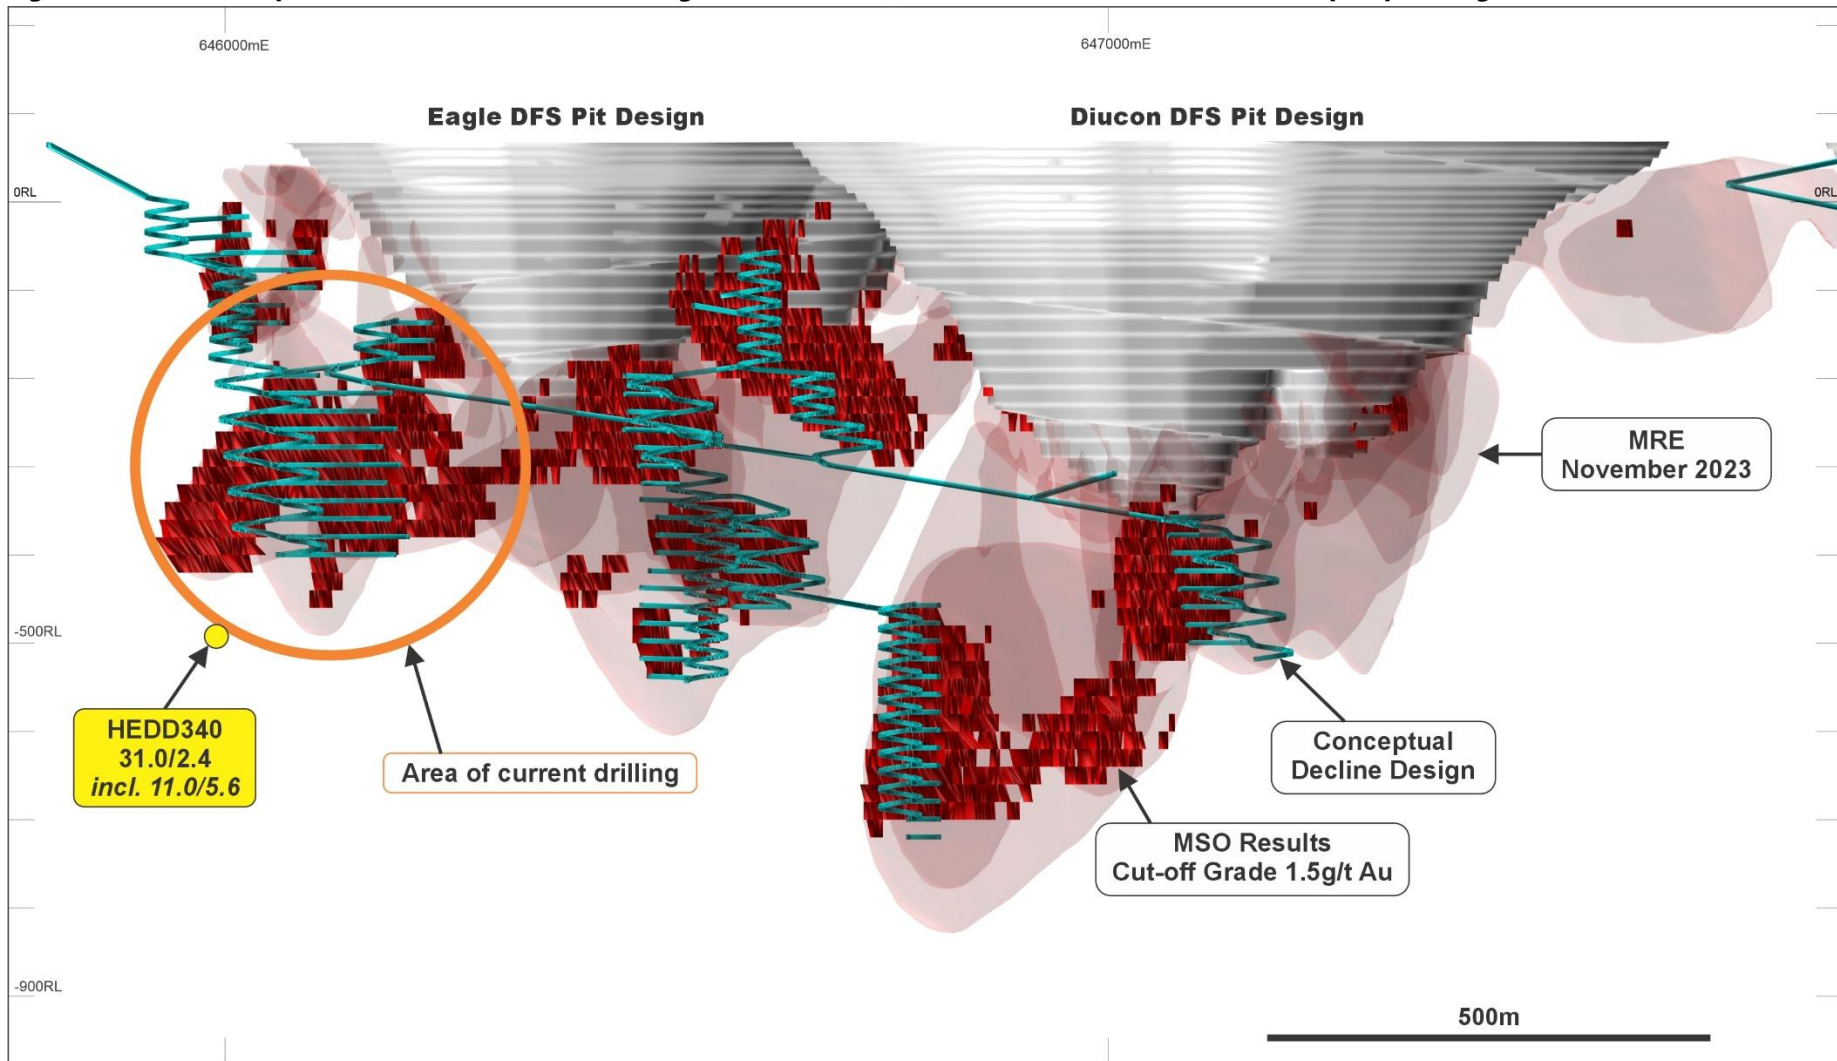 646000mE
647000mE
Eagle DFS Pit Design
Diucon DFS Pit Design
0RL
0RL
MRE
November 2023
-500RL
HEDD340
31.0/2.4
incl. 11.0/5.6
Area of current drilling
Conceptual
Decline Design
MSO Results
Cut-off Grade 1.5g/t Au
-900RL
500m